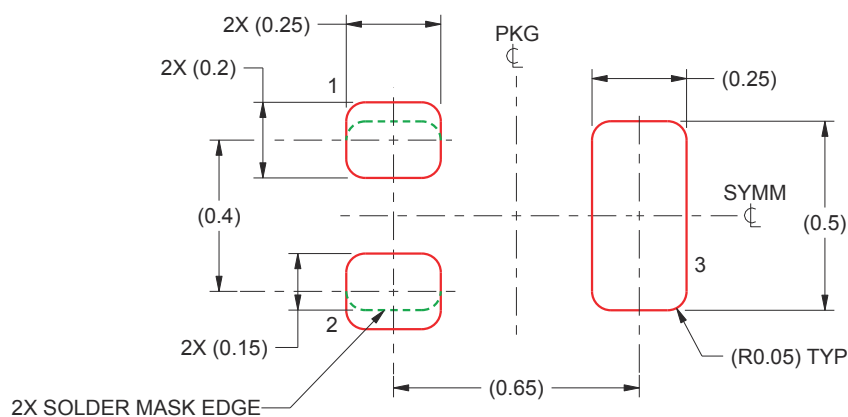 2X (0.25)
PKG
℄
2X (0.2)
1
(0.25)
SYMM
℄
(0.4)
(0.5)
3
2
2X (0.15)
(R0.05) TYP
(0.65)
2X SOLDER MASK EDGE